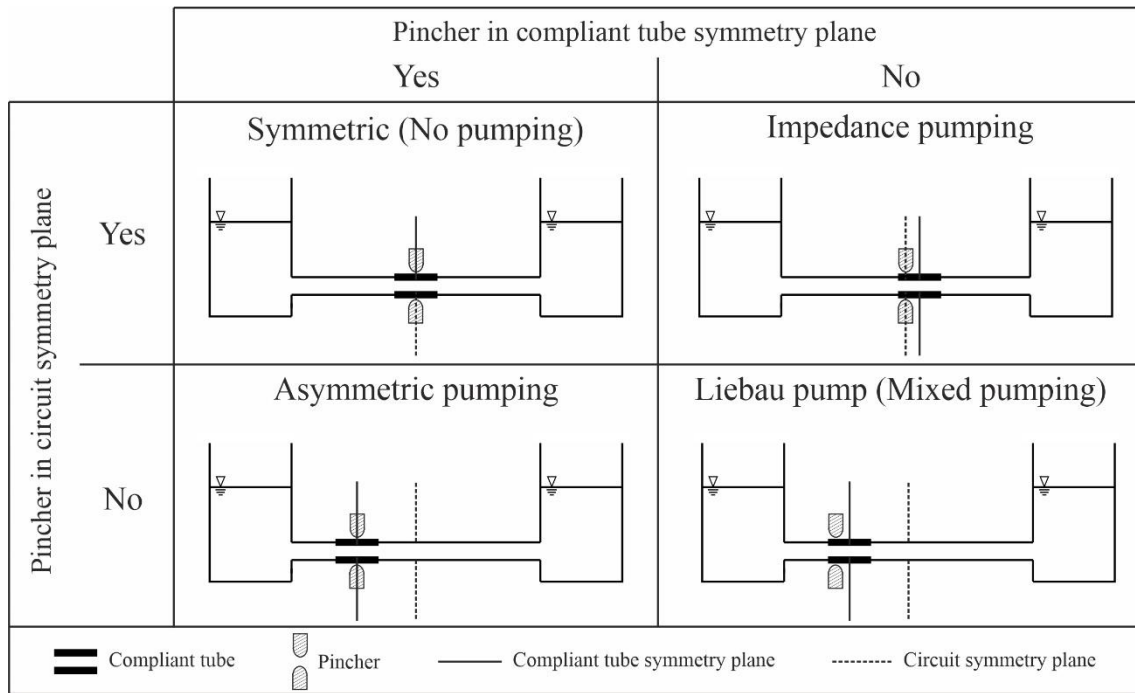 Pincher in compliant tube symmetry plane
Yes
No
Pincher in circuit symmetry plane
Yes
Symmetric (No pumping)
Impedance pumping
No
Asymmetric pumping
Liebau pump (Mixed pumping)
Compliant tube
Pincher
Compliant tube symmetry plane
Circuit symmetry plane